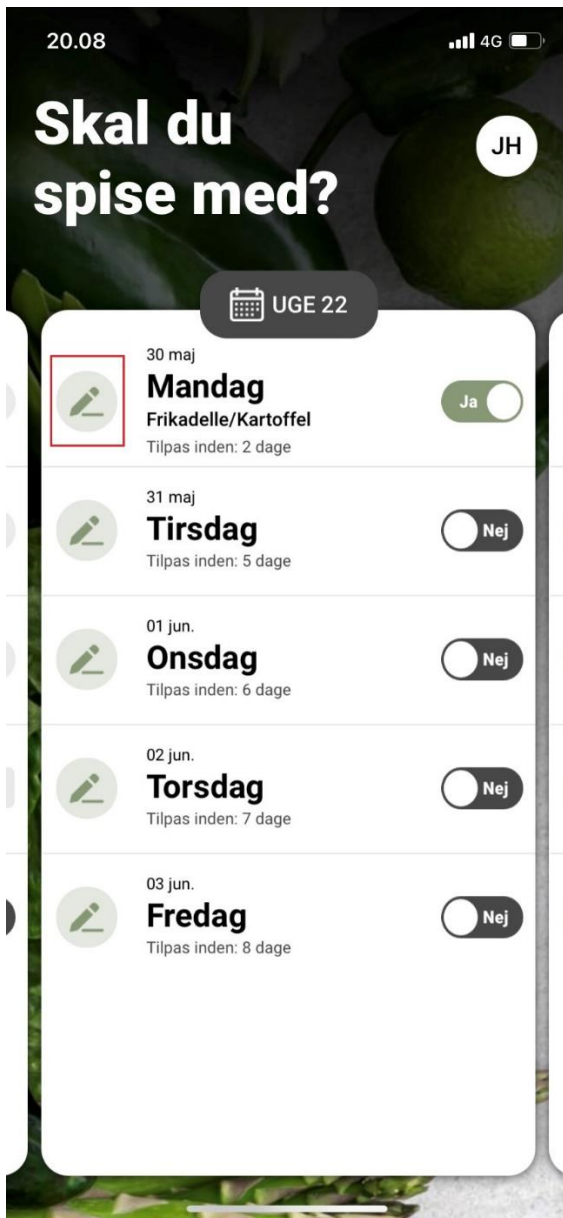 20.08
4G
Skal du
spise med?
JH
UGE 22
30 maj
Mandag
Frikadelle/Kartoffel
Tilpas inden: 2 dage
Ja
31 maj
Tirsdag
Tilpas inden: 5 dage
Nej
01 jun.
Onsdag
Tilpas inden: 6 dage
Nej
02 jun.
Torsdag
Tilpas inden: 7 dage
Nej
03 jun.
Fredag
Tilpas inden: 8 dage
Nej